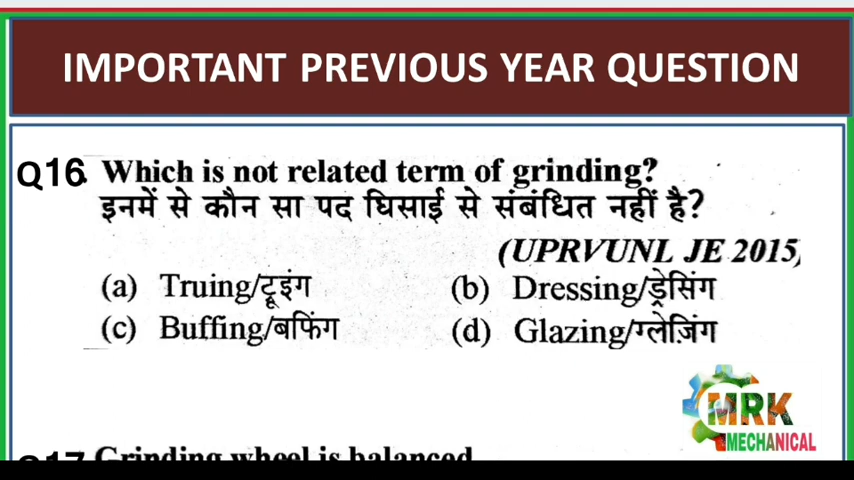 IMPORTANT PREVIOUS YEAR QUESTION
Q16. Which is not related term of grinding?
इनमें से कौन सा पद घिसाई से संबंधित नहीं है?
(UPRVUNL JE 2015)
(a) Truing/ट्रूइंग (b) Dressing/ड्रेसिंग
(c) Buffing/बफिंग (d) Glazing/ग्लेज़िंग
MRK
MECHANICAL
Q17 Grinding wheel is balanced